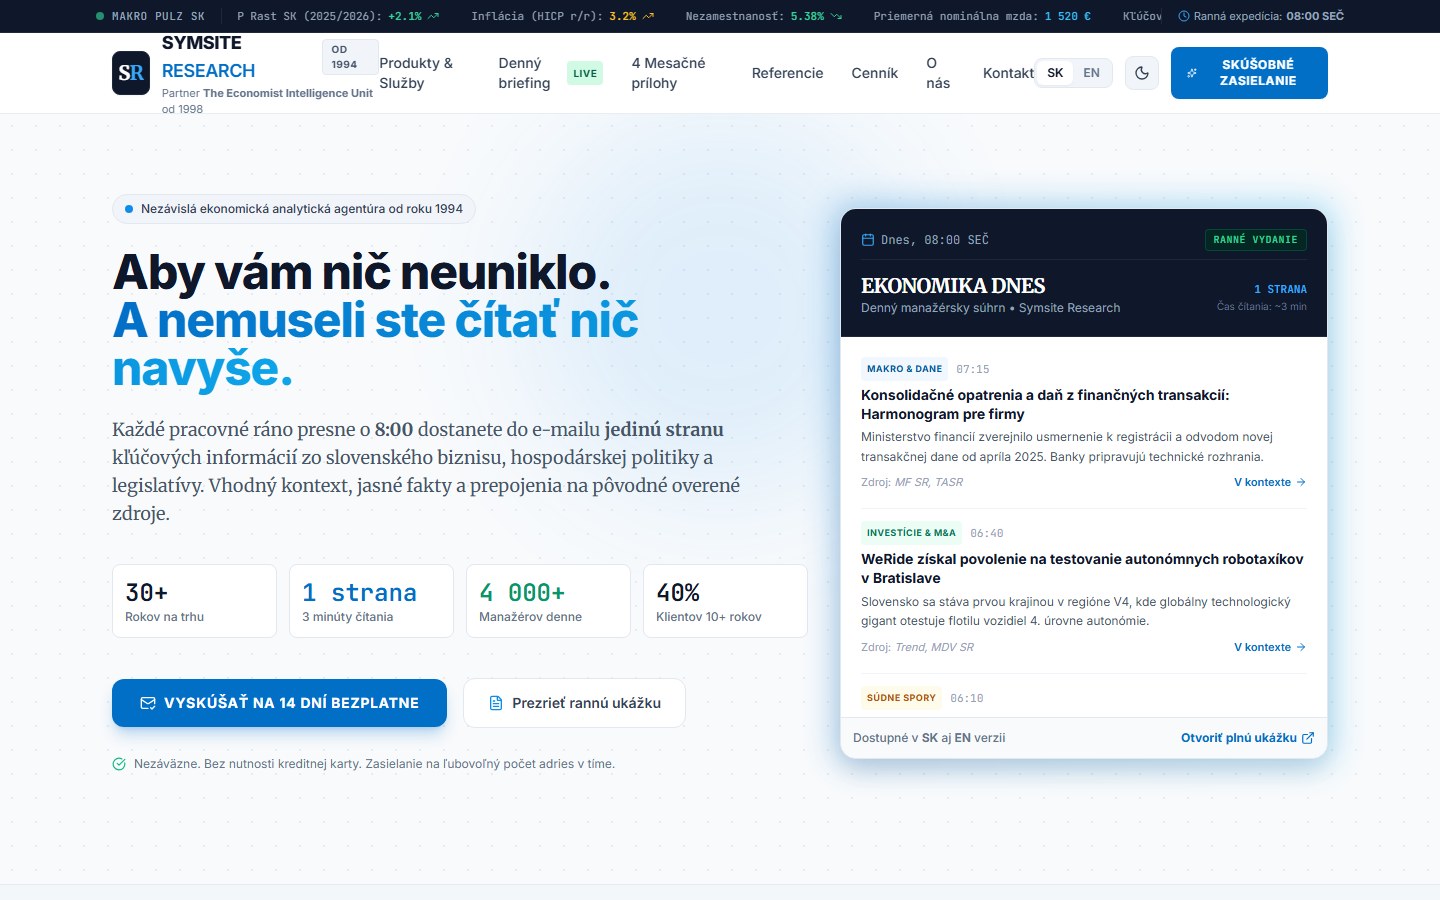 MAKRO PULZ SK
P Rast SK (2025/2026): +2.1%
Inflácia (HICP r/r): 3.2%
Nezamestnanosť: 5.38%
Priemerná nominálna mzda: 1 520 €
Kľúčov
Ranná expedícia: 08:00 SEČ
SR
SYMSITE
RESEARCH
OD
1994
Partner The Economist Intelligence Unit
od 1998
Produkty &
Služby
Denný
briefing
LIVE
4 Mesačné
prílohy
Referencie
Cenník
O
nás
Kontakt
SK
EN
SKÚŠOBNÉ
ZASIELANIE
Nezávislá ekonomická analytická agentúra od roku 1994
Aby vám nič neuniklo.
A nemuseli ste čítať nič
navyše.
Každé pracovné ráno presne o 8:00 dostanete do e-mailu jedinú stranu
kľúčových informácií zo slovenského biznisu, hospodárskej politiky a
legislatívy. Vhodný kontext, jasné fakty a prepojenia na pôvodné overené
zdroje.
30+
Rokov na trhu
1 strana
3 minúty čítania
4 000+
Manažérov denne
40%
Klientov 10+ rokov
VYSKÚŠAŤ NA 14 DNÍ BEZPLATNE
Prezrieť rannú ukážku
Nezáväzne. Bez nutnosti kreditnej karty. Zasielanie na ľubovoľný počet adries v tíme.
Dnes, 08:00 SEČ
RANNÉ VYDANIE
EKONOMIKA DNES
Denný manažérsky súhrn • Symsite Research
1 STRANA
Čas čítania: ~3 min
MAKRO & DANE 07:15
Konsolidačné opatrenia a daň z finančných transakcií:
Harmonogram pre firmy
Ministerstvo financií zverejnilo usmernenie k registrácii a odvodom novej
transakčnej dane od apríla 2025. Banky pripravujú technické rozhrania.
Zdroj: MF SR, TASR
V kontexte
INVESTÍCIE & M&A 06:40
WeRide získal povolenie na testovanie autonómnych robotaxíkov
v Bratislave
Slovensko sa stáva prvou krajinou v regióne V4, kde globálny technologický
gigant otestuje flotilu vozidiel 4. úrovne autonómie.
Zdroj: Trend, MDV SR
V kontexte
SÚDNE SPORY 06:10
Dostupné v SK aj EN verzii
Otvoriť plnú ukážku